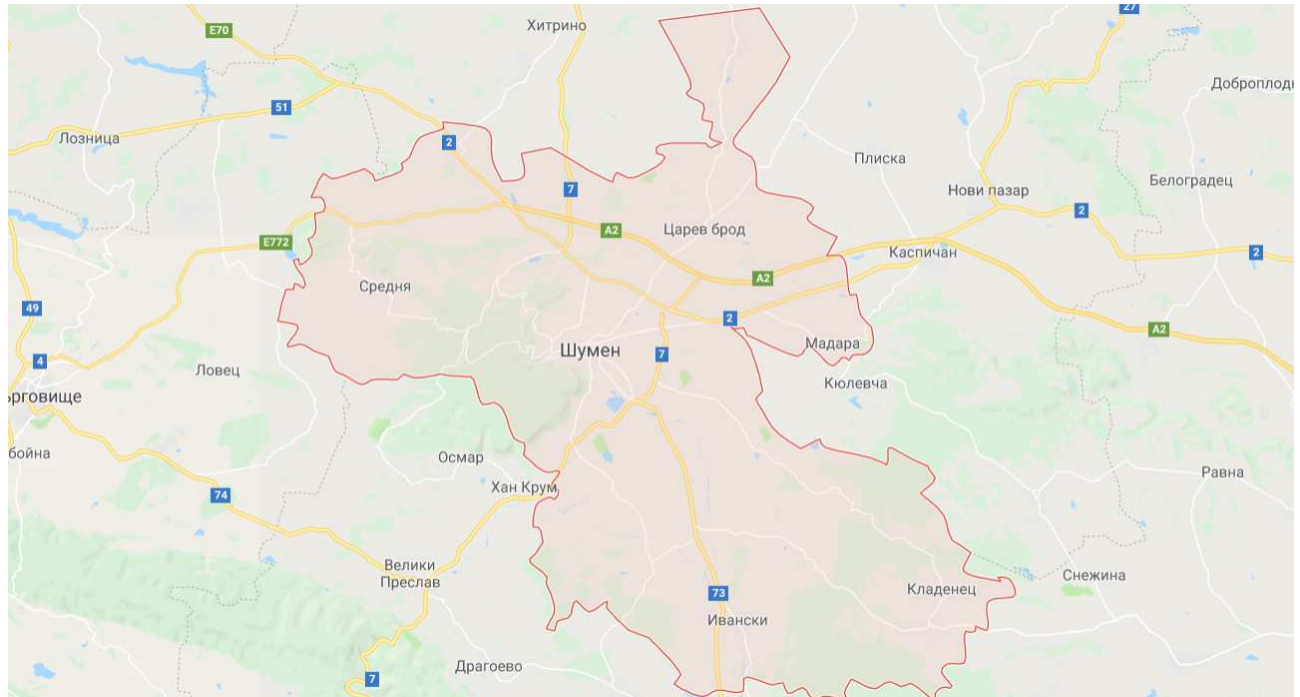 27
E70
Хитрино
Доброплодн
51
Лозница
2
Плиска
7
Нови пазар
Белоградец
2
A2
Царев брод
E772
Каспичан
2
A2
Средня
49
2
A2
Мадара
4
Шумен
7
Ловец
Кюлевча
ърговище
бойна
Осмар
Равна
Хан Крум
74
Велики
Преслав
Снежина
Кладенец
73
Ивански
Драгоево
7